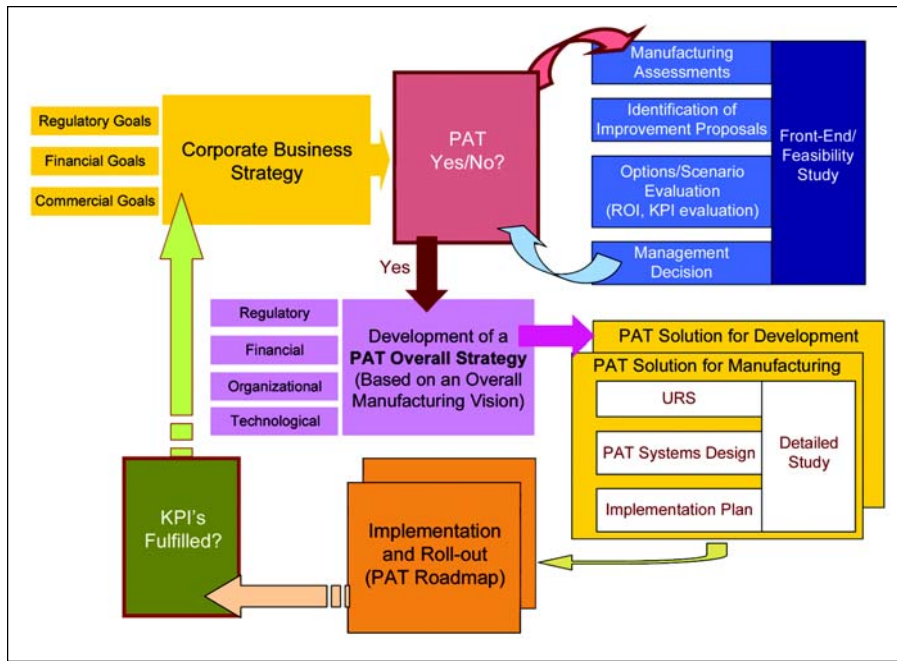 Regulatory Goals
Financial Goals
Commercial Goals
Corporate Business
Strategy
PAT
Yes/No?
Manufacturing
Assessments
Identification of
Improvement Proposals
Options/Scenario
Evaluation
(ROI, KPI evaluation)
Management
Decision
Front-End/
Feasibility
Study
Yes
Regulatory
Financial
Organizational
Technological
Development of a
PAT Overall Strategy
(Based on an Overall
Manufacturing Vision)
PAT Solution for Development
PAT Solution for Manufacturing
URS
PAT Systems Design
Implementation Plan
Detailed
Study
Implementation
and Roll-out
(PAT Roadmap)
KPI's
Fulfilled?